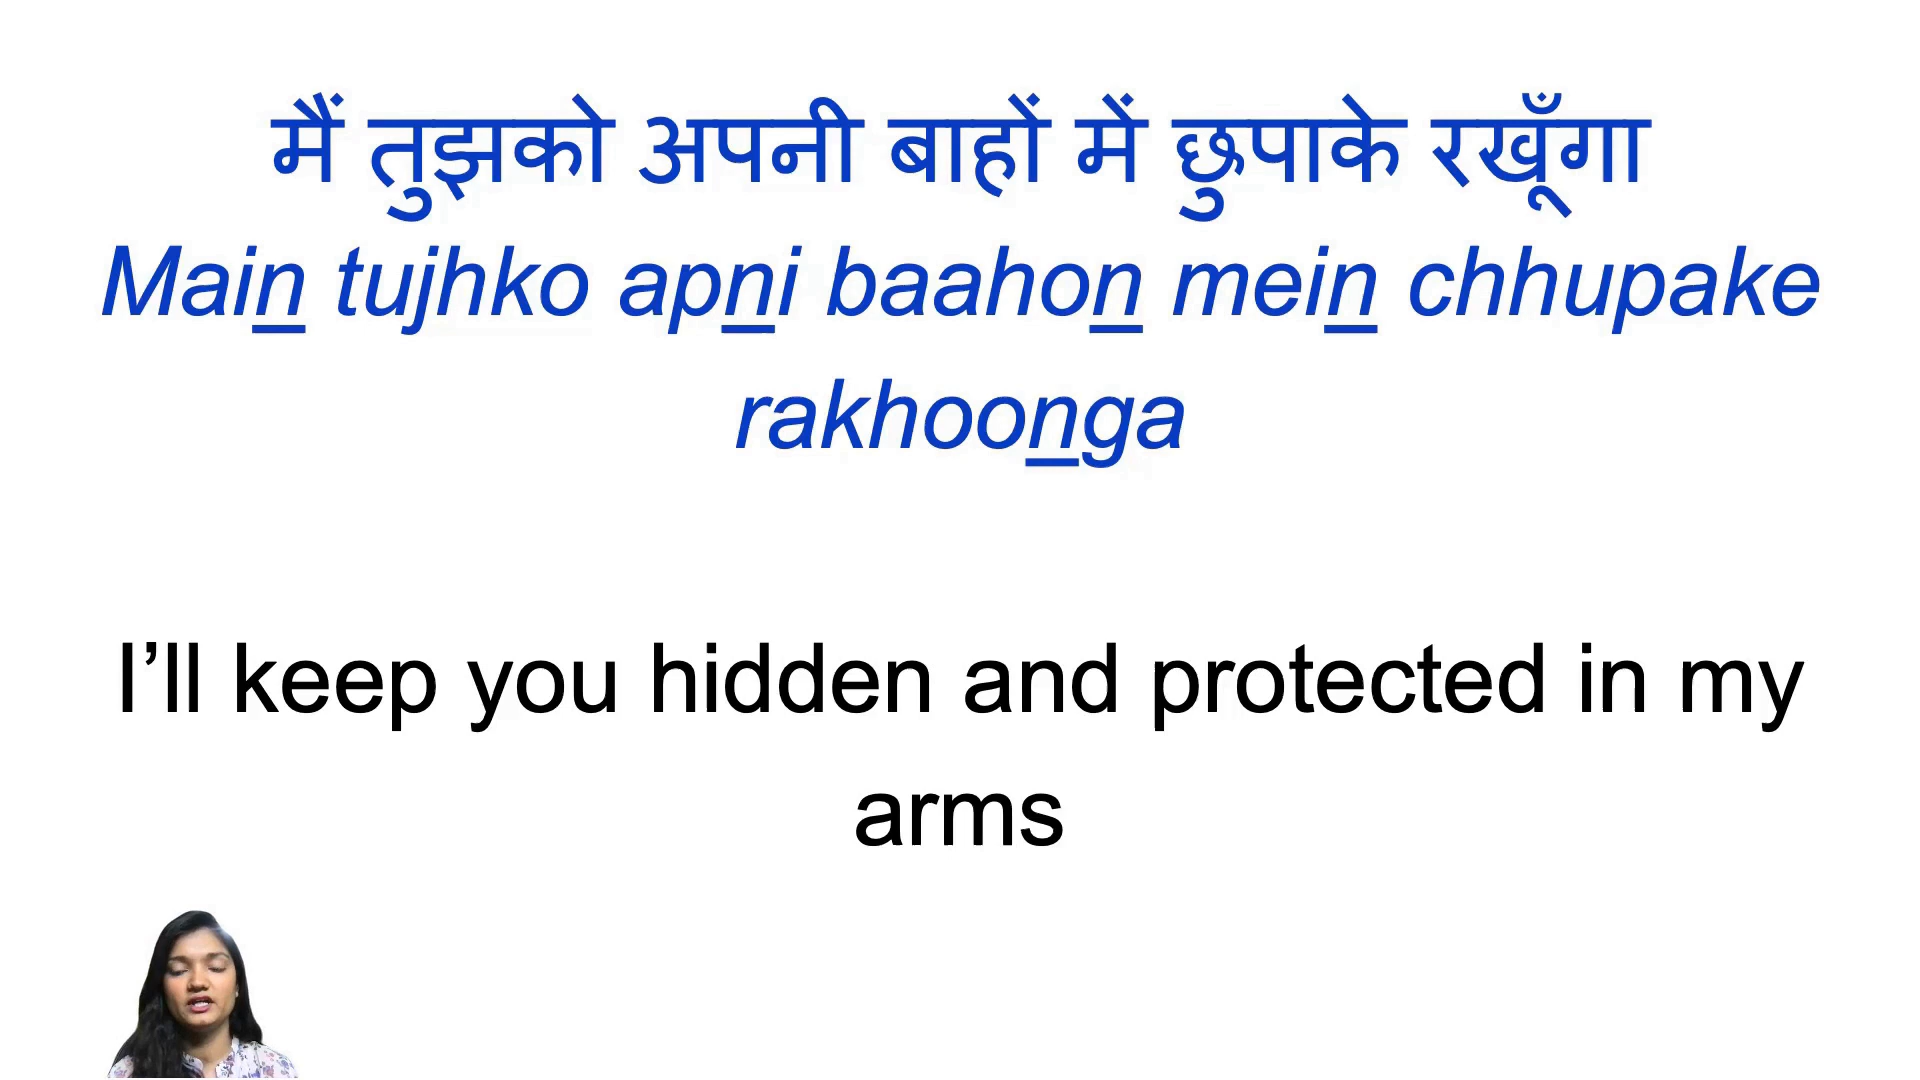 मैं तुझको अपनी बाहों में छुपाके रखूँगा
Main tujhko apni baahon mein chhupake
rakhoonga
I’ll keep you hidden and protected in my
arms